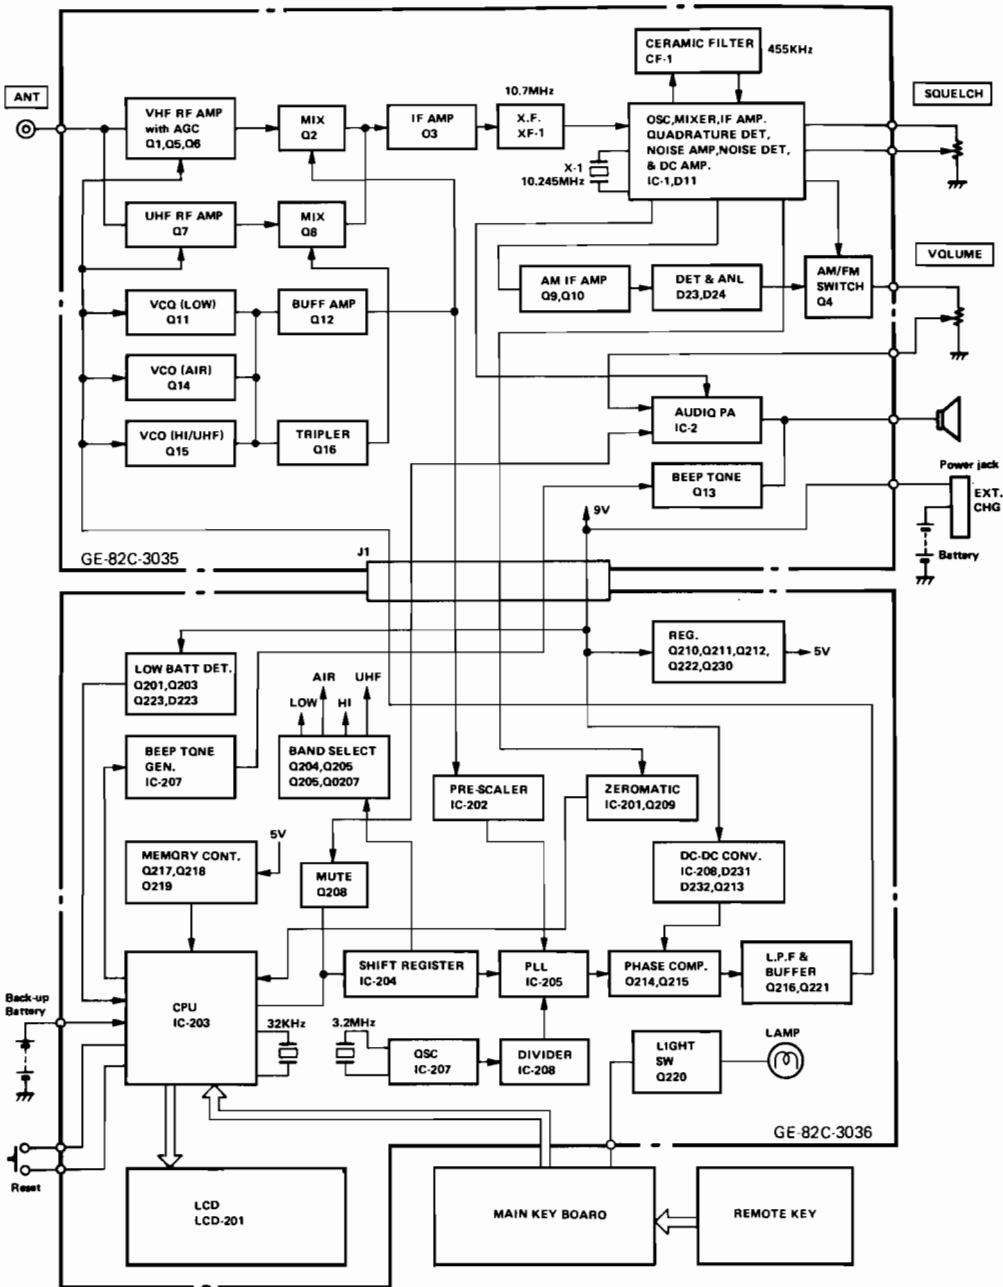 ANT
VHF RF AMP
with AGC
Q1,Q5,Q6
MIX
Q2
IF AMP
O3
10.7MHz
X.F.
XF-1
CERAMIC FILTER
CF-1
455KHz
OSC,MIXER,IF AMP.
QUADRATURE DET,
NOISE AMP,NOISE DET,
& DC AMP.
IC-1,D11
X-1
10.245MHz
SQUELCH
UHF RF AMP
Q7
MIX
Q8
AM IF AMP
Q9,Q10
DET & ANL
D23,D24
AM/FM
SWITCH
Q4
VOLUME
VCO (LOW)
Q11
BUFF AMP
Q12
VCO (AIR)
Q14
VCO (HI/UHF)
Q15
TRIPLER
Q16
AUDIO PA
IC-2
BEEP TONE
Q13
9V
Power jack
EXT.
CHG
Battery
GE-82C-3035
J1
LOW BATT DET.
Q201,Q203
Q223,D223
REG.
Q210,Q211,Q212,
Q222,Q230
5V
AIR
UHF
LOW
HI
BEEP TONE
GEN.
IC-207
BAND SELECT
Q204,Q205
Q205,Q0207
PRE-SCALER
IC-202
ZEROMATIC
IC-201,Q209
5V
MEMORY CONT.
Q217,Q218
O219
MUTE
Q208
DC-DC CONV.
IC-208,D231
D232,Q213
CPU
IC-203
SHIFT REGISTER
IC-204
PLL
IC-205
PHASE COMP.
O214,Q215
L.P.F &
BUFFER
Q216,Q221
Back-up
Battery
32KHz
3.2MHz
OSC
IC-207
DIVIDER
IC-208
LIGHT
SW
Q220
LAMP
GE-82C-3036
Reset
LCD
LCD-201
MAIN KEY BOARD
REMOTE KEY